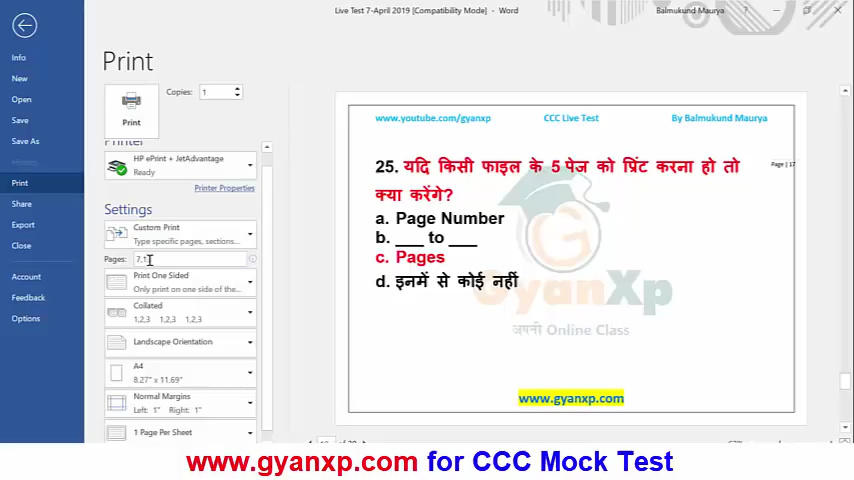 Live Test 7-April 2019 [Compatibility Mode] - Word
Balmukund Maurya
?
Info
New
Open
Save
Save As
Print
Share
Export
Close
Account
Feedback
Options
Print
Print
Copies: 1
Printer
HP ePrint + JetAdvantage
Ready
Printer Properties
Settings
Custom Print
Type specific pages, sections...
Pages: 7,1
Print One Sided
Only print on one side of the...
Collated
1,2,3 1,2,3 1,2,3
Landscape Orientation
A4
8.27" x 11.69"
Normal Margins
Left: 1" Right: 1"
1 Page Per Sheet
www.youtube.com/gyanxp CCC Live Test By Balmukund Maurya
Page | 17
25. यदि किसी फाइल के 5 पेज को प्रिंट करना हो तो
क्या करेंगे?
a. Page Number
b. ___ to ___
c. Pages
d. इनमें से कोई नहीं
GyanXp
अपनी Online Class
www.gyanxp.com
www.gyanxp.com for CCC Mock Test